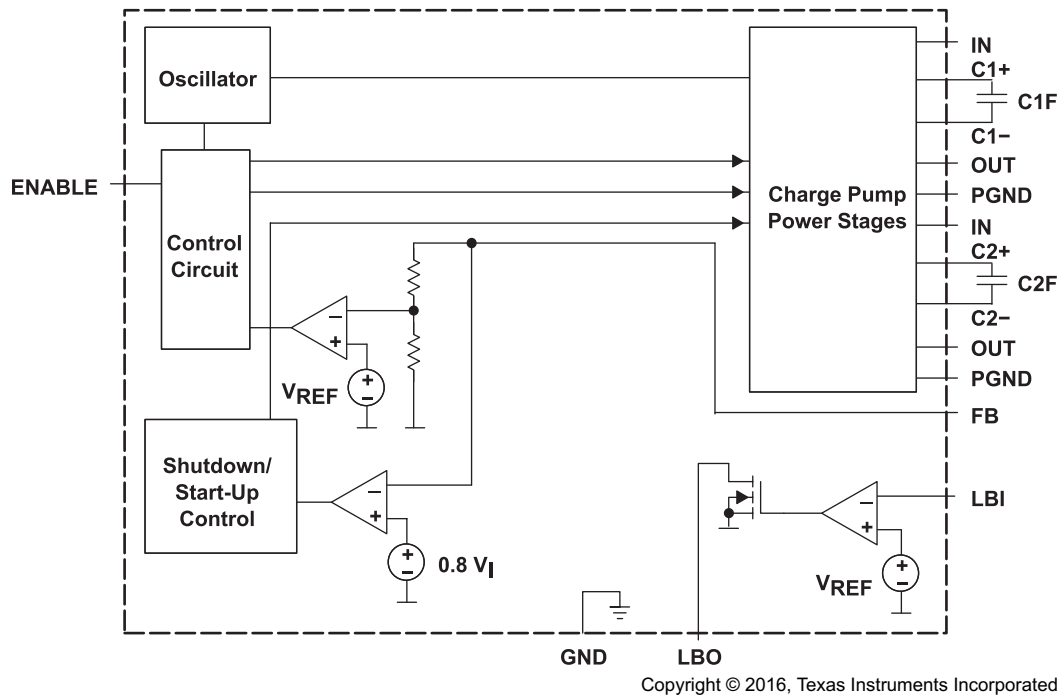 Oscillator
IN
C1+
C1F
C1−
OUT
PGND
IN
C2+
C2F
C2−
OUT
PGND
FB
ENABLE
Control
Circuit
Charge Pump
Power Stages
−
+
+
−
VREF
Shutdown/
Start-Up
Control
−
+
+
−
0.8 VI
LBI
−
+
+
−
VREF
GND
LBO
Copyright © 2016, Texas Instruments Incorporated